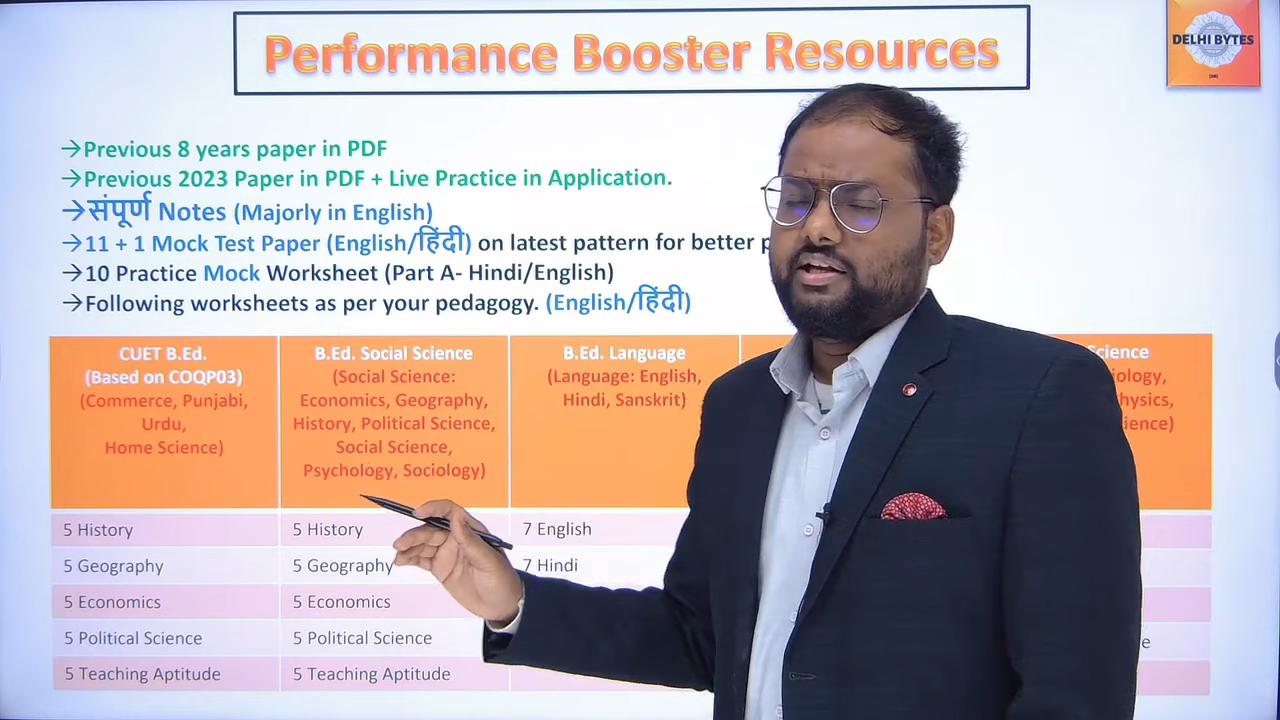 Performance Booster Resources
DELHI BYTES
→Previous 8 years paper in PDF
→Previous 2023 Paper in PDF + Live Practice in Application.
→संपूर्ण Notes (Majorly in English)
→11 + 1 Mock Test Paper (English/हिंदी) on latest pattern for better
→10 Practice Mock Worksheet (Part A- Hindi/English)
→Following worksheets as per your pedagogy. (English/हिंदी)
CUET B.Ed.
(Based on COQP03)
(Commerce, Punjabi,
Urdu,
Home Science)
B.Ed. Social Science
(Social Science:
Economics, Geography,
History, Political Science,
Social Science,
Psychology, Sociology)
B.Ed. Language
(Language: English,
Hindi, Sanskrit)
Science
5 History
5 History
7 English
5 Geography
5 Geography
7 Hindi
5 Economics
5 Economics
5 Political Science
5 Political Science
5 Teaching Aptitude
5 Teaching Aptitude